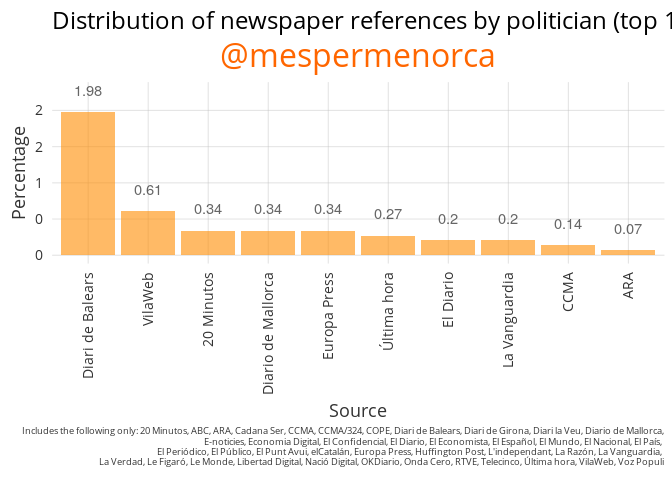 Distribution of newspaper references by politician (top 1
@mespermenorca
Percentage
2
2
1
0
0
1.98
0.61
0.34
0.34
0.34
0.27
0.2
0.2
0.14
0.07
Diari de Balears
VilaWeb
20 Minutos
Diario de Mallorca
Europa Press
Última hora
El Diario
La Vanguardia
CCMA
ARA
Source
Includes the following only: 20 Minutos, ABC, ARA, Cadana Ser, CCMA, CCMA/324, COPE, Diari de Balears, Diari de Girona, Diari la Veu, Diario de Mallorca,
E-noticies, Economia Digital, El Confidencial, El Diario, El Economista, El Español, El Mundo, El Nacional, El País,
El Periódico, El Público, El Punt Avui, elCatalán, Europa Press, Huffington Post, L'independant, La Razón, La Vanguardia,
La Verdad, Le Figaró, Le Monde, Libertad Digital, Nació Digital, OKDiario, Onda Cero, RTVE, Telecinco, Última hora, VilaWeb, Voz Populi